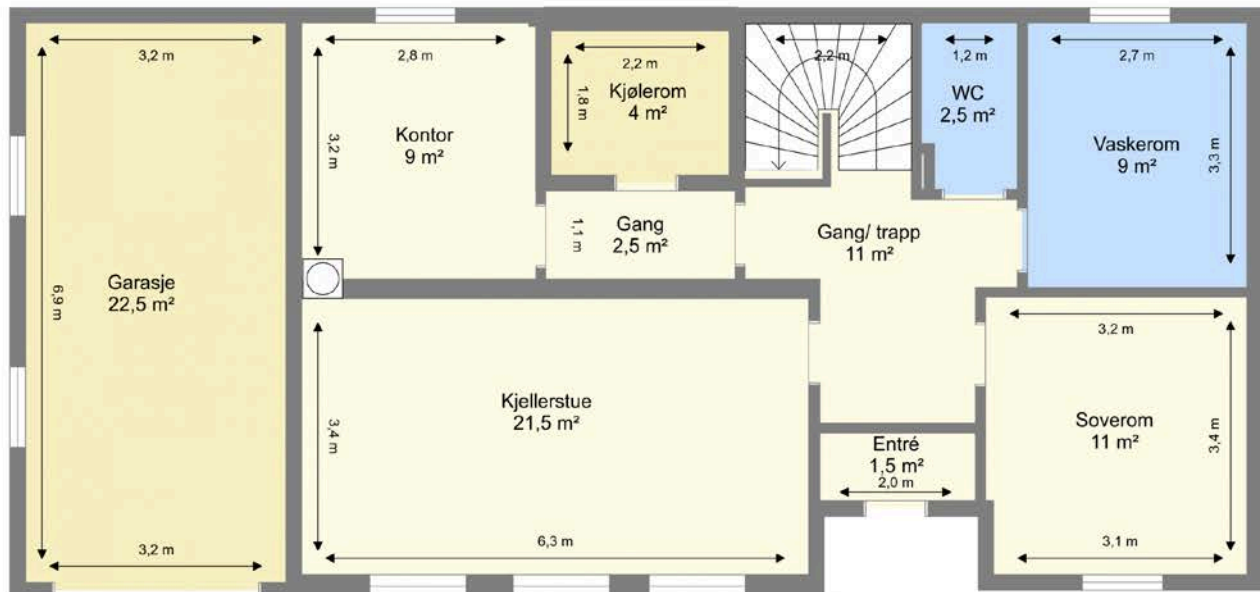 3,2 m
6,9 m
Garasje
22,5 m²
3,2 m
2,8 m
3,2 m
Kontor
9 m²
2,2 m
1,8 m
Kjølerom
4 m²
Gang
2,5 m²
1,1 m
2,2 m
Gang/ trapp
11 m²
1,2 m
WC
2,5 m²
2,7 m
Vaskerom
9 m²
3,3 m
Kjellerstue
21,5 m²
3,4 m
6,3 m
Entré
1,5 m²
2,0 m
3,2 m
Soverom
11 m²
3,4 m
3,1 m